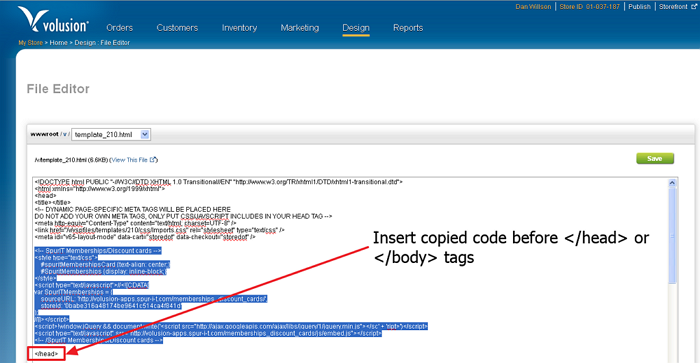 Dan Willson | Store ID 01-037-187 | Publish | Storefront
Volusion
Orders Customers Inventory Marketing Design Reports
My Store > Home > Design : File Editor
File Editor
wwwroot / v / template_210.html
/v/template_210.html (6.6KB) (View This File)
Save
<!DOCTYPE html PUBLIC "-//W3C//DTD XHTML 1.0 Transitional//EN" "http://www.w3.org/TR/xhtml1/DTD/xhtml1-transitional.dtd">
<html xmlns="http://www.w3.org/1999/xhtml">
<head>
<title></title>
<!-- DYNAMIC PAGE-SPECIFIC META TAGS WILL BE PLACED HERE
DO NOT ADD YOUR OWN META TAGS, ONLY PUT CSS/JAVSCRIPT INCLUDES IN YOUR HEAD TAG -->
<meta http-equiv="Content-Type" content="text/html; charset=UTF-8" />
<link href="/v/vspfiles/templates/210/css/Imports.css" rel="stylesheet" type="text/css" />
<meta id="v65-layout-mode" data-cart="storedot" data-checkout="storedot" />
<!-- SpurIT Memberships/Discount cards -->
<style type="text/css">
#spuritMembershipsCard {text-align: center;}
#SpuritMemberships {display: inline-block;}
</style>
<script type="text/javascript">//<![CDATA[
var SpurITMemberships = {
sourceURL: 'http://volusion-apps.spur-i-t.com/memberships_discount_cards/',
storeId: '0babe316a48174be9641c514ca4f841d'
};
//]]></script>
<script>!window.jQuery && document.write('<script src="http://ajax.googleapis.com/ajax/libs/jquery/1/jquery.min.js"></sc' + 'ript>')</script>
<script type="text/javascript" src="http://volusion-apps.spur-i-t.com/memberships_discount_cards/js/embed.js"></script>
<!-- /SpurIT Memberships/Discount cards -->
</head>
Insert copied code before </head> or
</body> tags